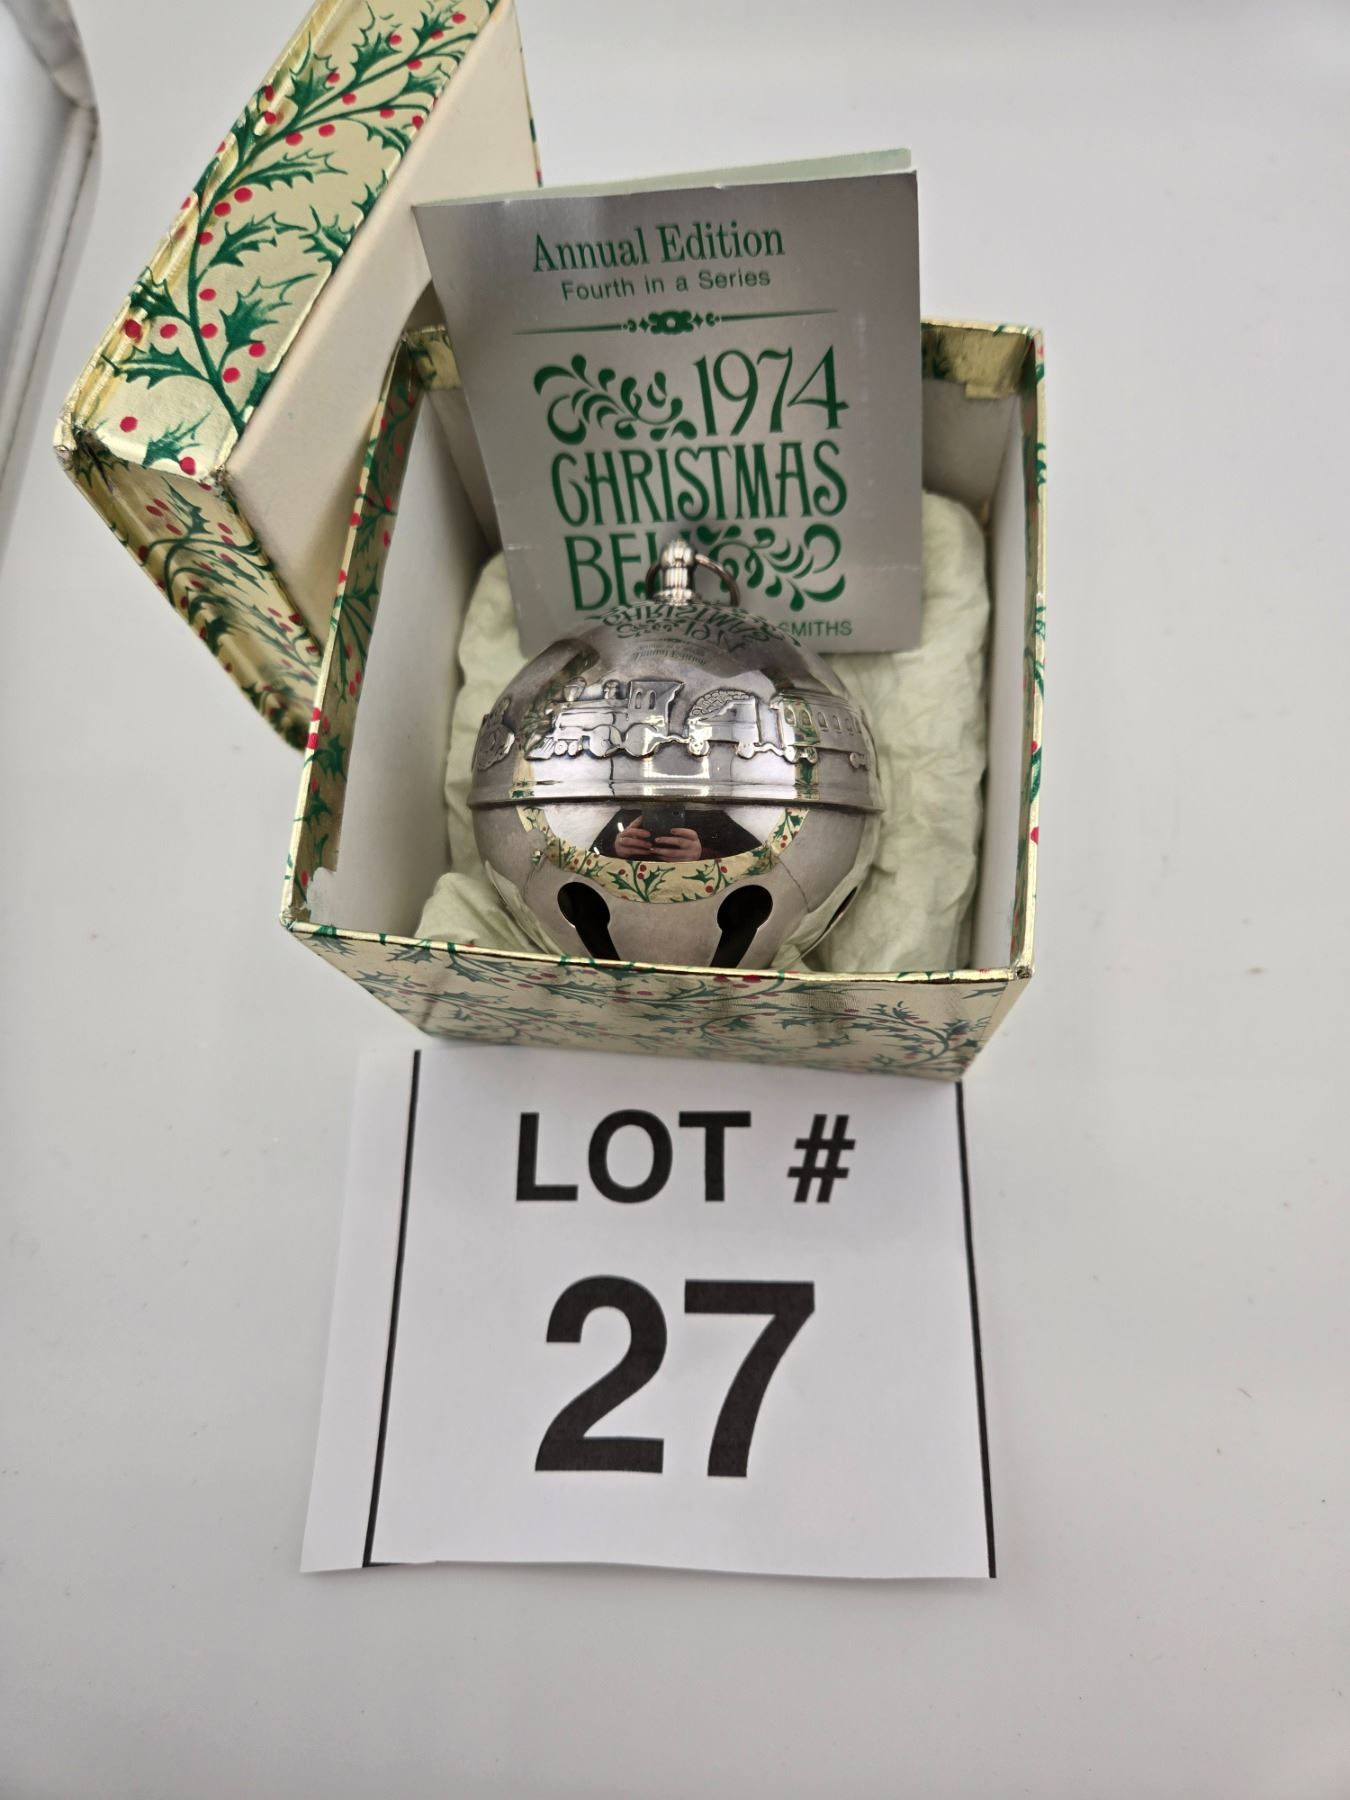 Annual Edition
Fourth in a Series
1974
CHRISTMAS
SMITHS
LOT #
27